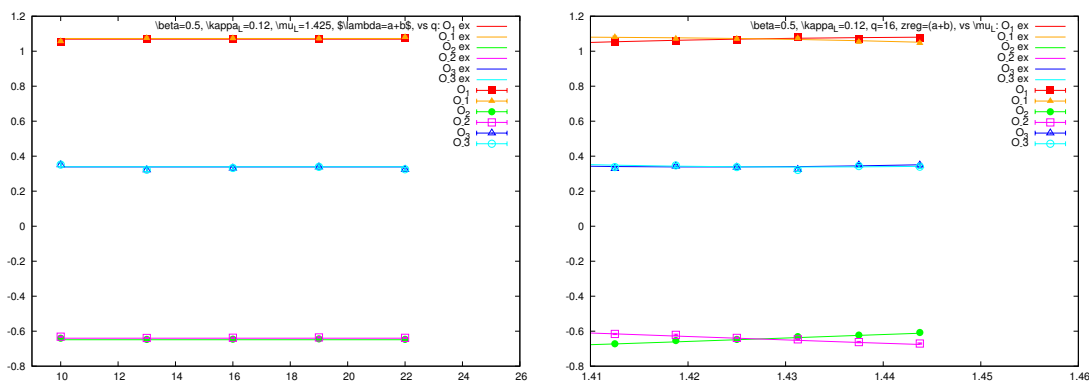 \beta=0.5, \kappa_L=0.12, \mu_L=1.425, $\lambda=a+b$, vs q: O_1 ex
O_1 ex
O_2 ex
O_2 ex
O_3 ex
O_3 ex
O_1
O_1
O_2
O_2
O_3
O_3
1.2
1
0.8
0.6
0.4
0.2
0
-0.2
-0.4
-0.6
-0.8
10 12 14 16 18 20 22 24 26
\beta=0.5, \kappa_L=0.12, q=16, zreg=(a+b), vs \mu_L: O_1 ex
O_1 ex
O_2 ex
O_2 ex
O_3 ex
O_3 ex
O_1
O_1
O_2
O_2
O_3
O_3
1.2
1
0.8
0.6
0.4
0.2
0
-0.2
-0.4
-0.6
-0.8
1.41 1.42 1.43 1.44 1.45 1.46